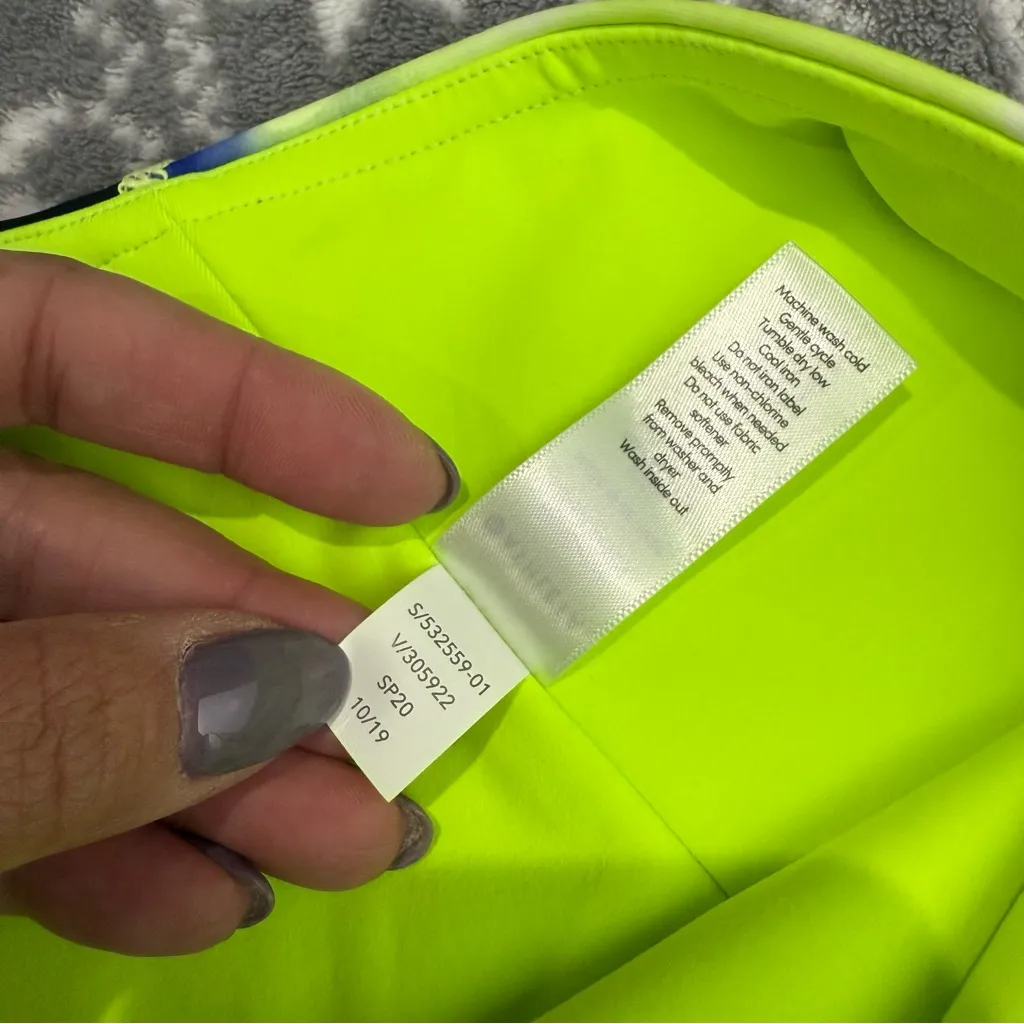 Machine wash cold
Gentle cycle
Tumble dry low
Cool iron
Do not iron label
Use non-chlorine
bleach when needed
Do not use fabric
softener
Remove promptly
from washer and
dryer
Wash inside out
S/532559-01
V/305922
SP20
10/19